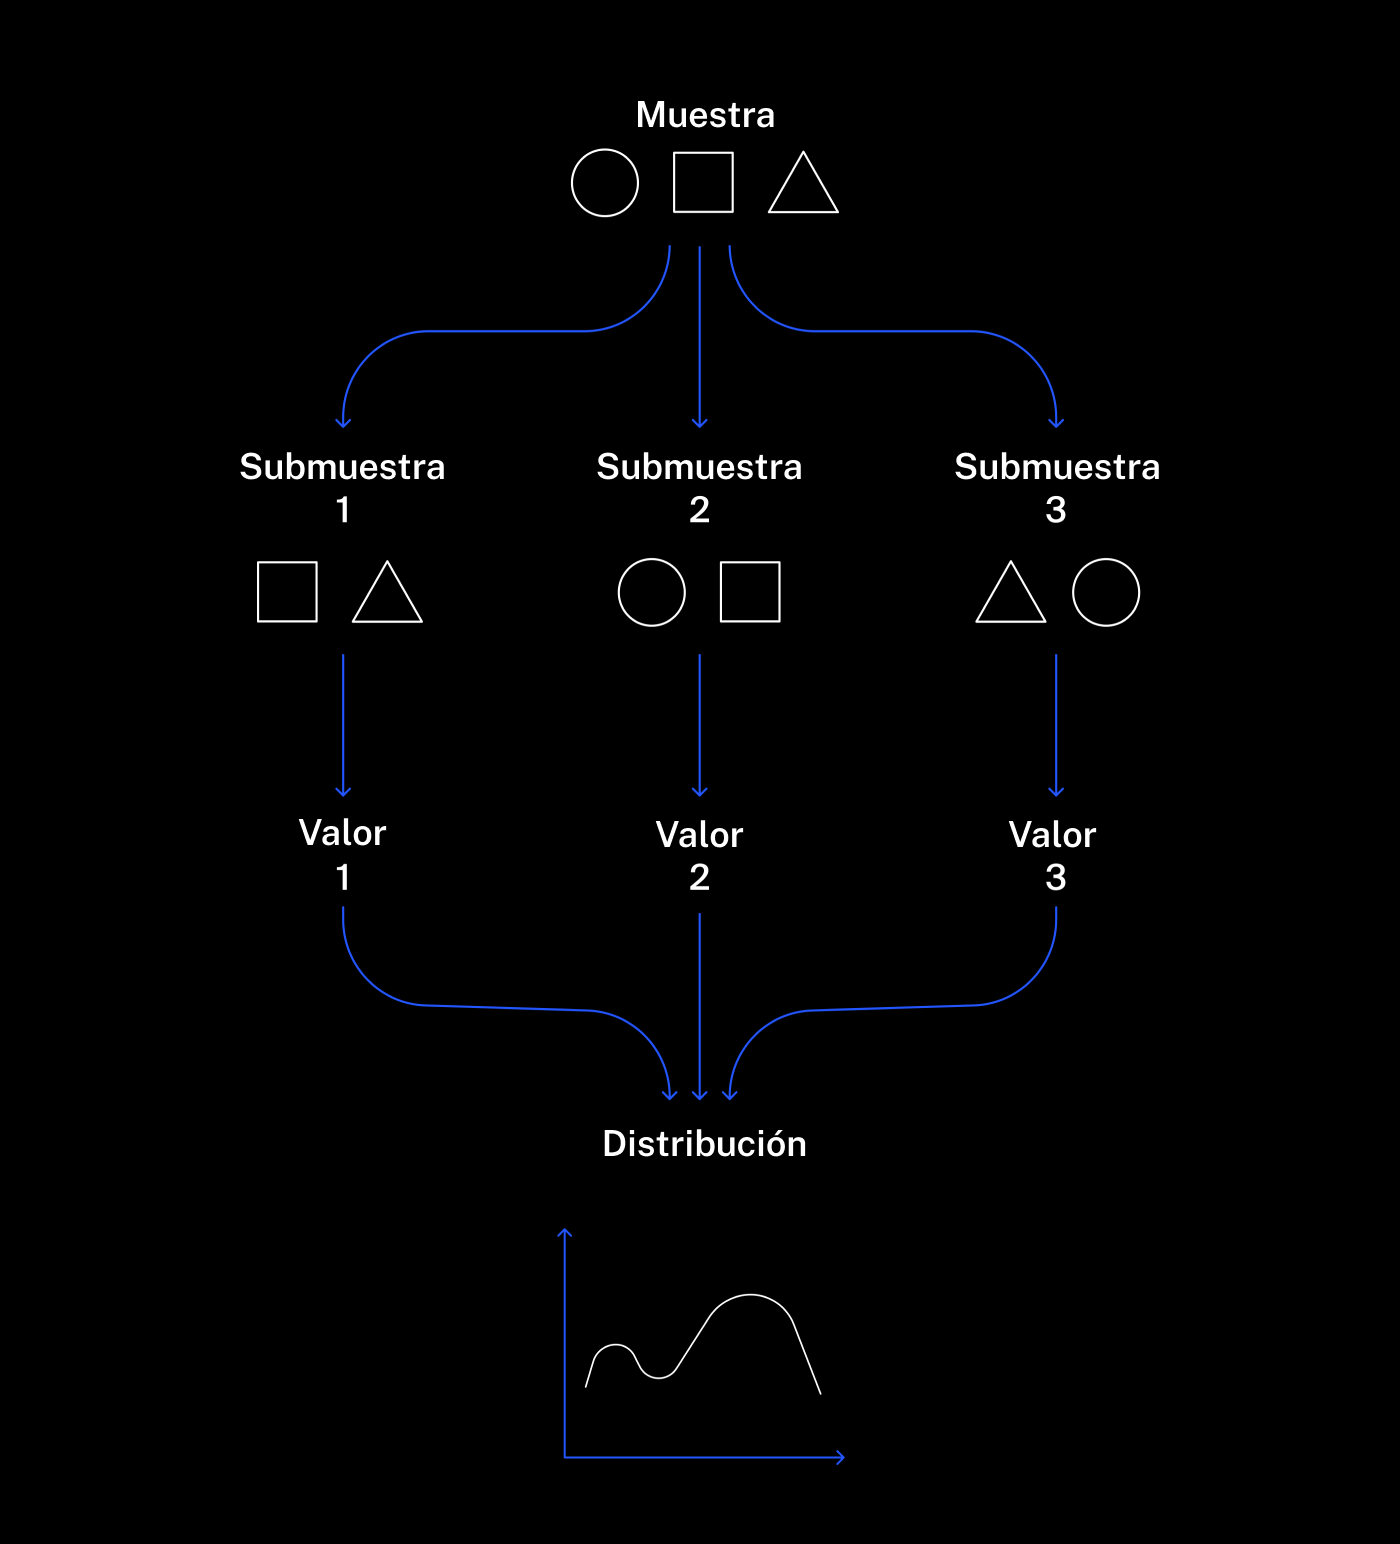 Muestra
Submuestra
1
Submuestra
2
Submuestra
3
Valor
1
Valor
2
Valor
3
Distribución